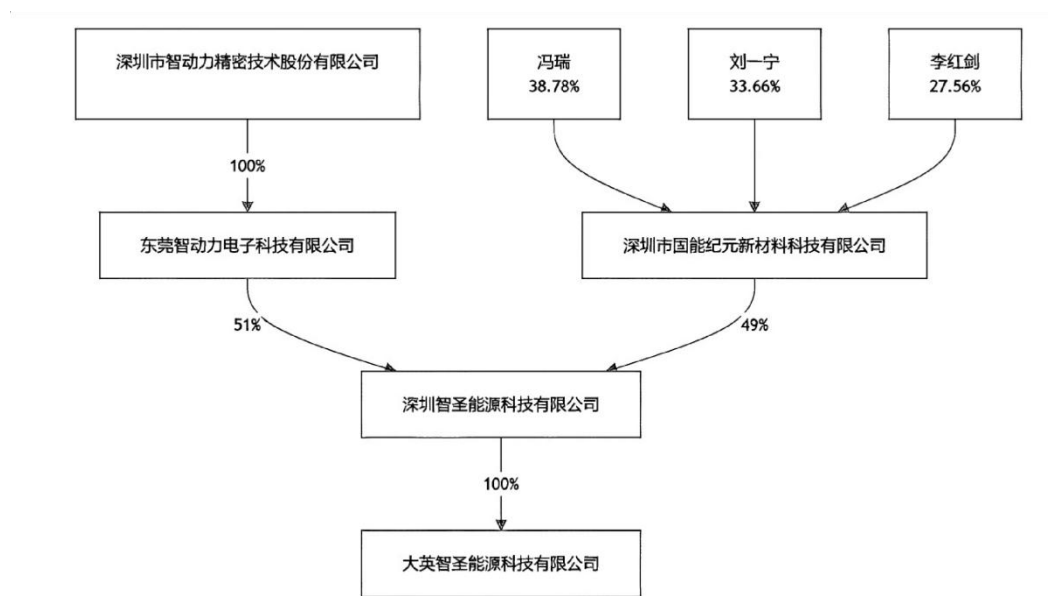 深圳市智动力精密技术股份有限公司
冯瑞
38.78%
刘一宁
33.66%
李红剑
27.56%
100%
东莞智动力电子科技有限公司
深圳市国能纪元新材料科技有限公司
51%
49%
深圳智圣能源科技有限公司
100%
大英智圣能源科技有限公司